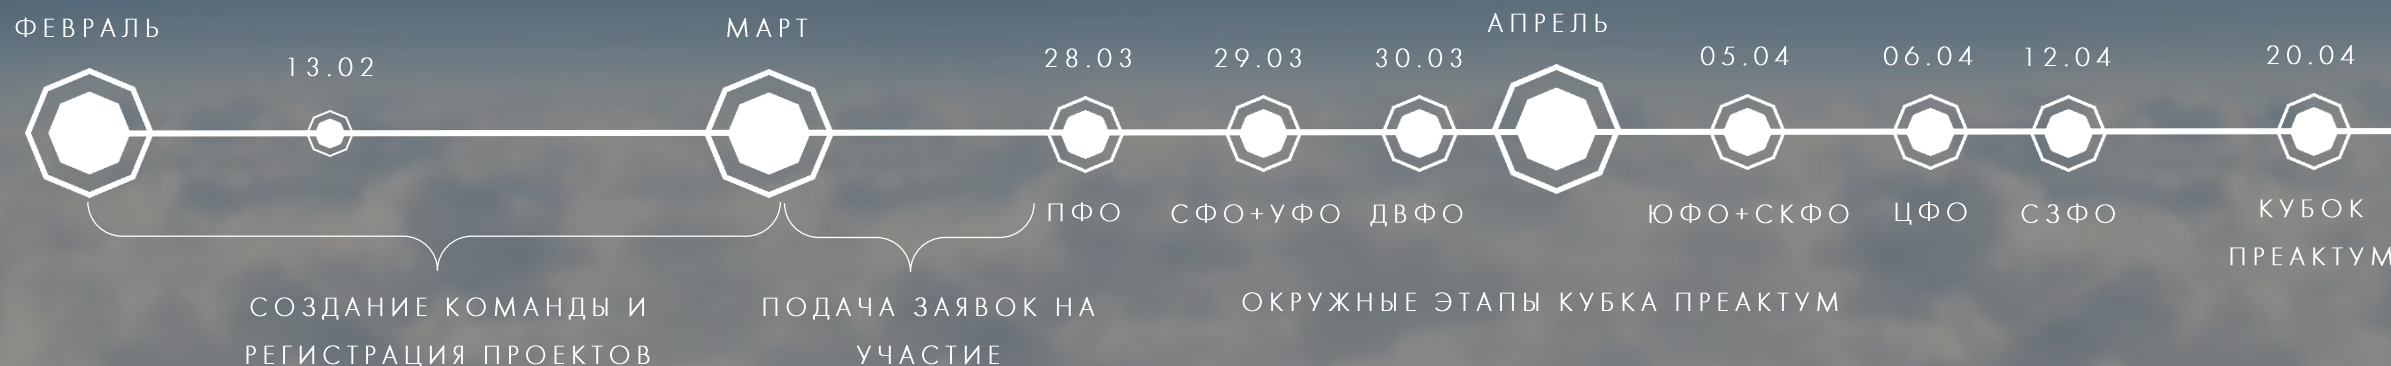 ФЕВРАЛЬ
13.02
МАРТ
28.03
29.03
30.03
АПРЕЛЬ
05.04
06.04
12.04
20.04
ПФО
СФО+УФО
ДВФО
ЮФО+СКФО
ЦФО
СЗФО
КУБОК
ПРЕАКТУМ
СОЗДАНИЕ КОМАНДЫ И
РЕГИСТРАЦИЯ ПРОЕКТОВ
ПОДАЧА ЗАЯВОК НА
УЧАСТИЕ
ОКРУЖНЫЕ ЭТАПЫ КУБКА ПРЕАКТУМ